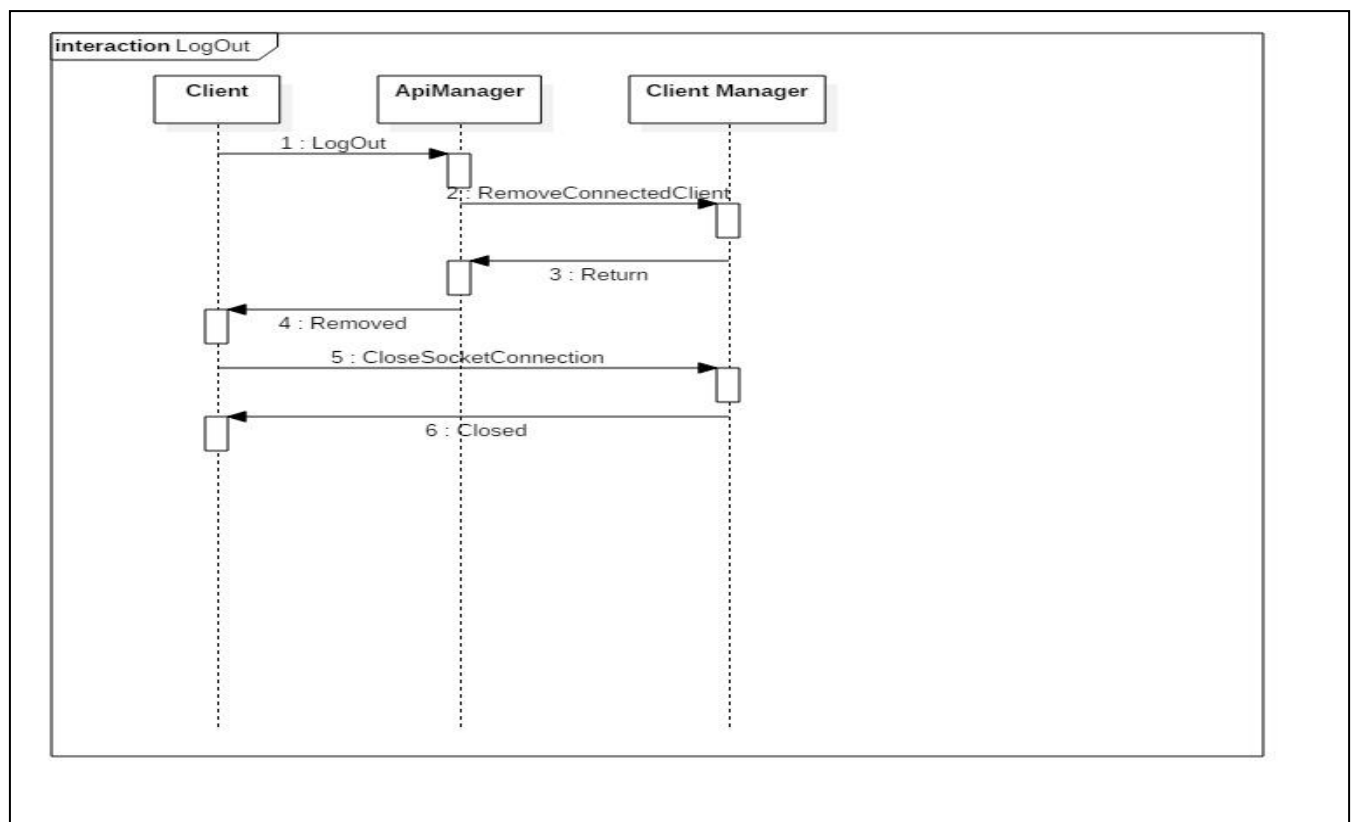 interaction LogOut
Client
ApiManager
Client Manager
1 : LogOut
2 : RemoveConnectedClient
3 : Return
4 : Removed
5 : CloseSocketConnection
6 : Closed